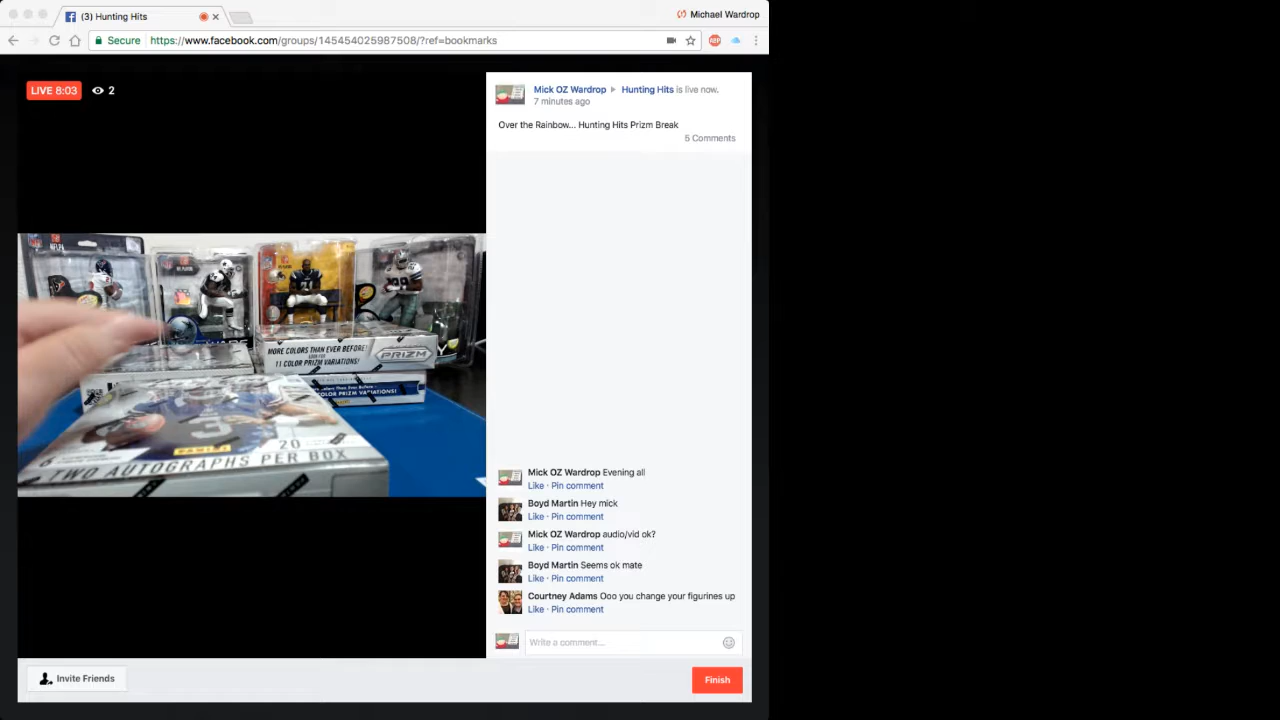 (3) Hunting Hits
Michael Wardrop
Secure
https://www.facebook.com/groups/145454025987508/?ref=bookmarks
ABP
LIVE 8:03
2
Mick OZ Wardrop ▸ Hunting Hits is live now.
7 minutes ago
Over the Rainbow... Hunting Hits Prizm Break
5 Comments
MORE COLORS THAN EVER BEFORE!
LOOK FOR
11 COLOR PRIZM VARIATIONS!
PRIZM
COLOR PRIZM VARIATIONS!
PANINI
20
TWO AUTOGRAPHS PER BOX
Mick OZ Wardrop Evening all
Like · Pin comment
Boyd Martin Hey mick
Like · Pin comment
Mick OZ Wardrop audio/vid ok?
Like · Pin comment
Boyd Martin Seems ok mate
Like · Pin comment
Courtney Adams Ooo you change your figurines up
Like · Pin comment
Write a comment...
Invite Friends
Finish